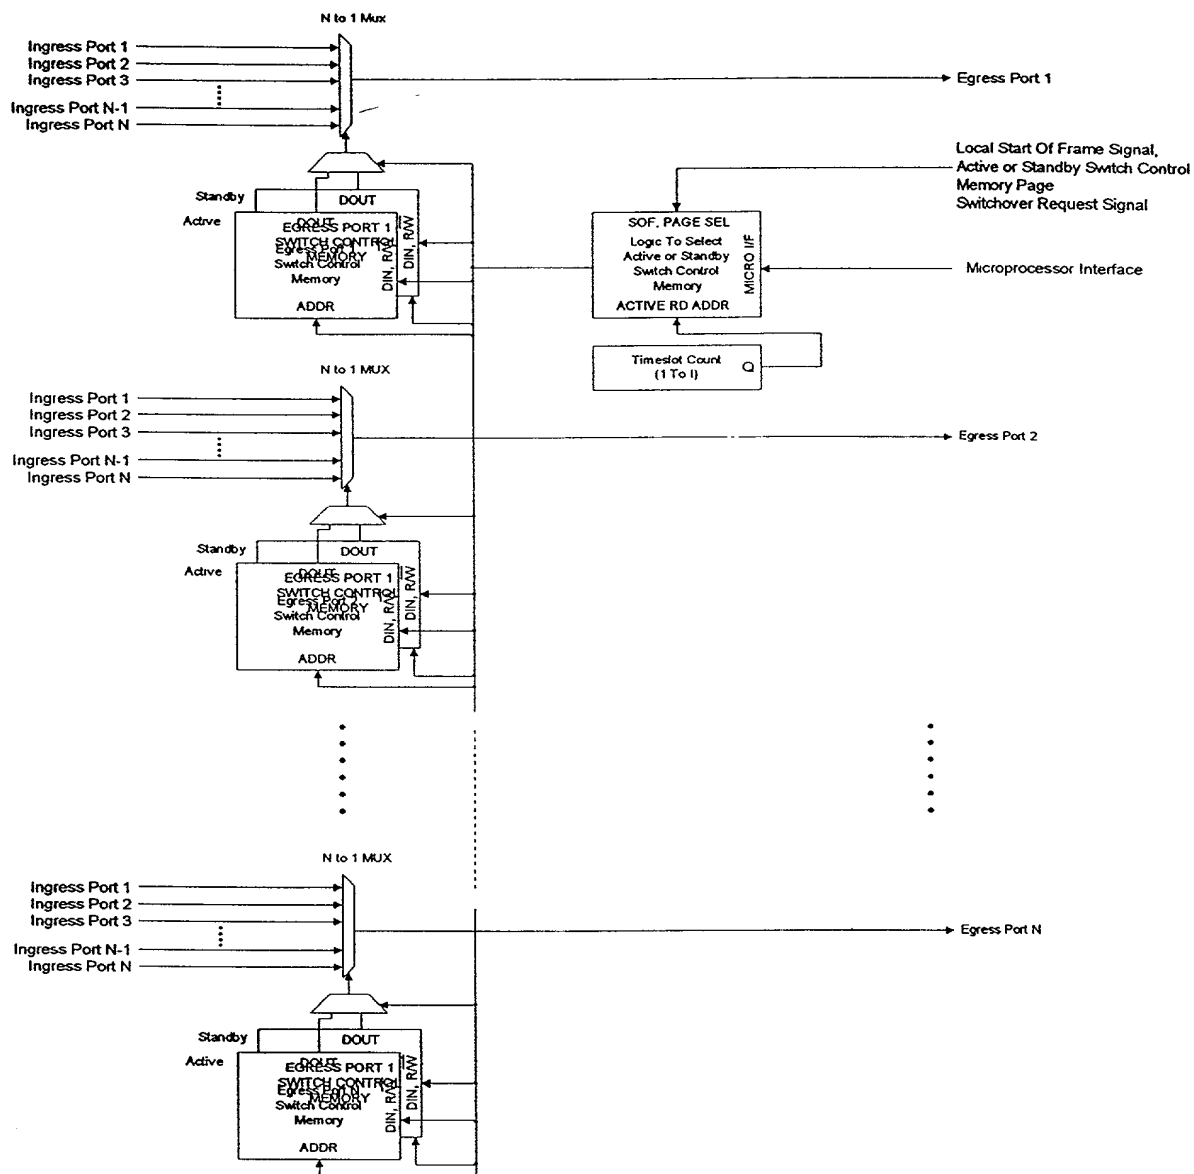 N to 1 Mux
Ingress Port 1
Ingress Port 2
Ingress Port 3
Ingress Port N-1
Ingress Port N
Egress Port 1
Local Start Of Frame Signal,
Active or Standby Switch Control
Memory Page
Switchover Request Signal
Standby
DOUT
Active
DOUT
EGRESS PORT 1
SWITCH CONTROL
Egress Port 1
MEMORY
Switch Control
Memory
DIN, R/W
DIN, R/W
ADDR
SOF, PAGE SEL
Logic To Select
Active or Standby
Switch Control
Memory
MICRO I/F
ACTIVE RD ADDR
Microprocessor Interface
Timeslot Count
(1 To I)
Q
N to 1 MUX
Ingress Port 1
Ingress Port 2
Ingress Port 3
Ingress Port N-1
Ingress Port N
Egress Port 2
Standby
DOUT
Active
DOUT
EGRESS PORT 1
SWITCH CONTROL
Egress Port 2
MEMORY
Switch Control
Memory
DIN, R/W
DIN, R/W
ADDR
N to 1 MUX
Ingress Port 1
Ingress Port 2
Ingress Port 3
Ingress Port N-1
Ingress Port N
Egress Port N
Standby
DOUT
Active
DOUT
EGRESS PORT 1
SWITCH CONTROL
Egress Port N
MEMORY
Switch Control
Memory
DIN, R/W
DIN, R/W
ADDR